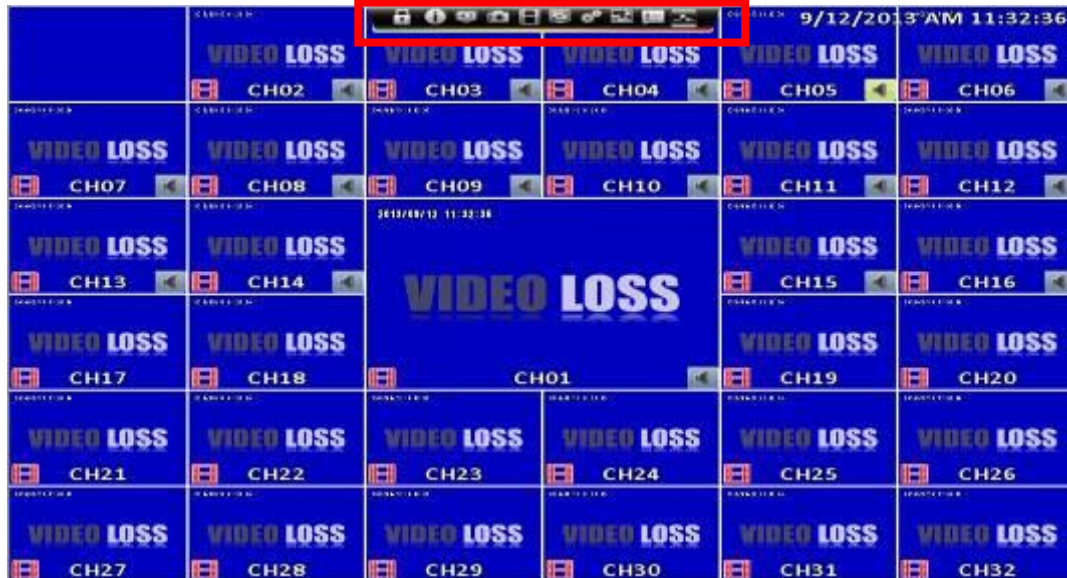 9/12/2013 AM 11:32:36
VIDEO LOSS VIDEO LOSS VIDEO LOSS VIDEO LOSS VIDEO LOSS
CH02 CH03 CH04 CH05 CH06
VIDEO LOSS VIDEO LOSS VIDEO LOSS VIDEO LOSS VIDEO LOSS VIDEO LOSS
CH07 CH08 CH09 CH10 CH11 CH12
2013/09/12 11:32:36
VIDEO LOSS VIDEO LOSS VIDEO LOSS VIDEO LOSS
CH13 CH14 CH15 CH16
VIDEO LOSS
VIDEO LOSS VIDEO LOSS VIDEO LOSS VIDEO LOSS
CH17 CH18 CH01 CH19 CH20
VIDEO LOSS VIDEO LOSS VIDEO LOSS VIDEO LOSS VIDEO LOSS VIDEO LOSS
CH21 CH22 CH23 CH24 CH25 CH26
VIDEO LOSS VIDEO LOSS VIDEO LOSS VIDEO LOSS VIDEO LOSS VIDEO LOSS
CH27 CH28 CH29 CH30 CH31 CH32